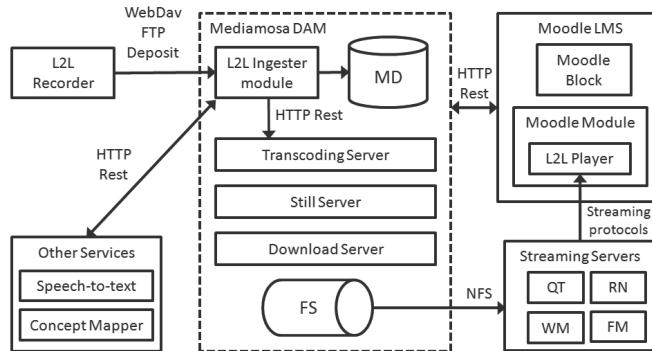 WebDav
FTP
Deposit
L2L
Recorder
Mediamosa DAM
L2L Ingester
module
MD
HTTP Rest
Transcoding Server
Still Server
Download Server
FS
HTTP
Rest
Other Services
Speech-to-text
Concept Mapper
HTTP
Rest
Moodle LMS
Moodle
Block
Moodle Module
L2L Player
Streaming
protocols
Streaming Servers
QT
RN
WM
FM
NFS